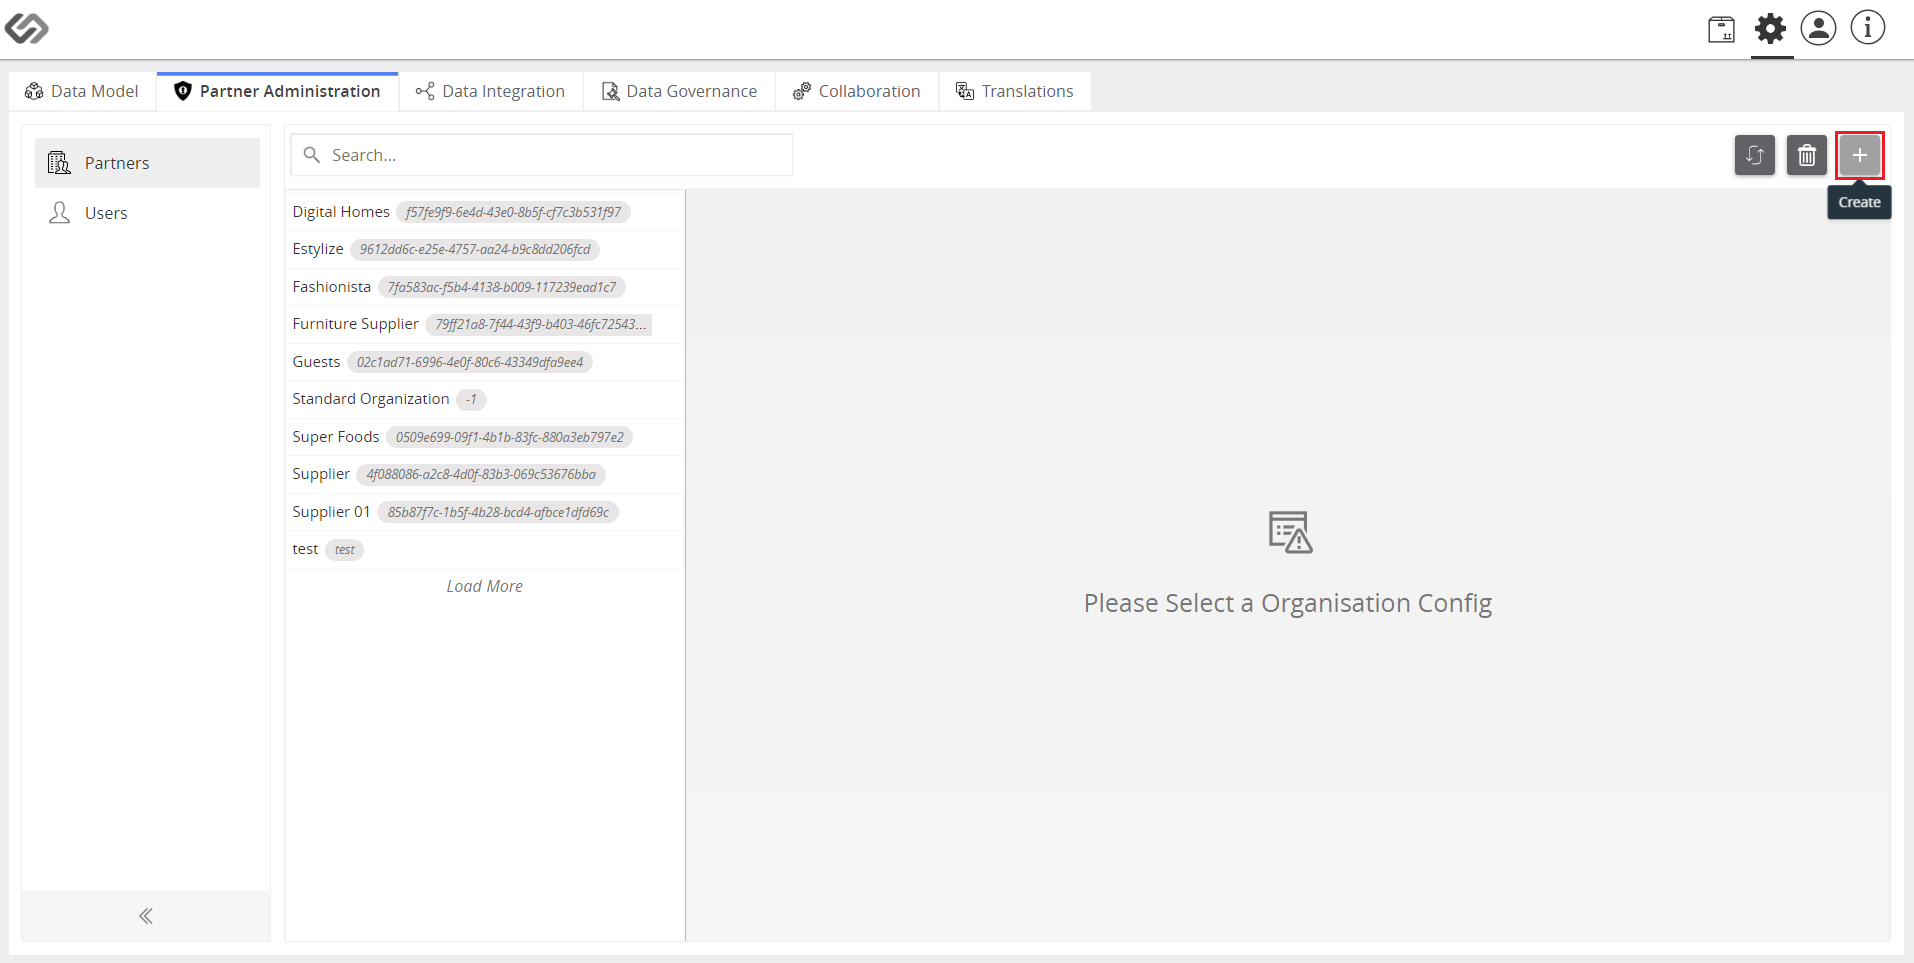 Data Model
Partner Administration
Data Integration
Data Governance
Collaboration
Translations
Partners
Users
Search...
Create
Digital Homes f57fe9f9-6e4d-43e0-8b5f-cf7c3b531f97
Estylize 9612dd6c-e25e-4757-aa24-b9c8dd206fcd
Fashionista 7fa583ac-f5b4-4138-b009-117239ead1c7
Furniture Supplier 79ff21a8-7f44-43f9-b403-46fc72543...
Guests 02c1ad71-6996-4e0f-80c6-43349dfa9ee4
Standard Organization -1
Super Foods 0509e699-09f1-4b1b-83fc-880a3eb797e2
Supplier 4f088086-a2c8-4d0f-83b3-069c53676bba
Supplier 01 85b87f7c-1b5f-4b28-bcd4-afbce1dfd69c
test test
Load More
Please Select a Organisation Config